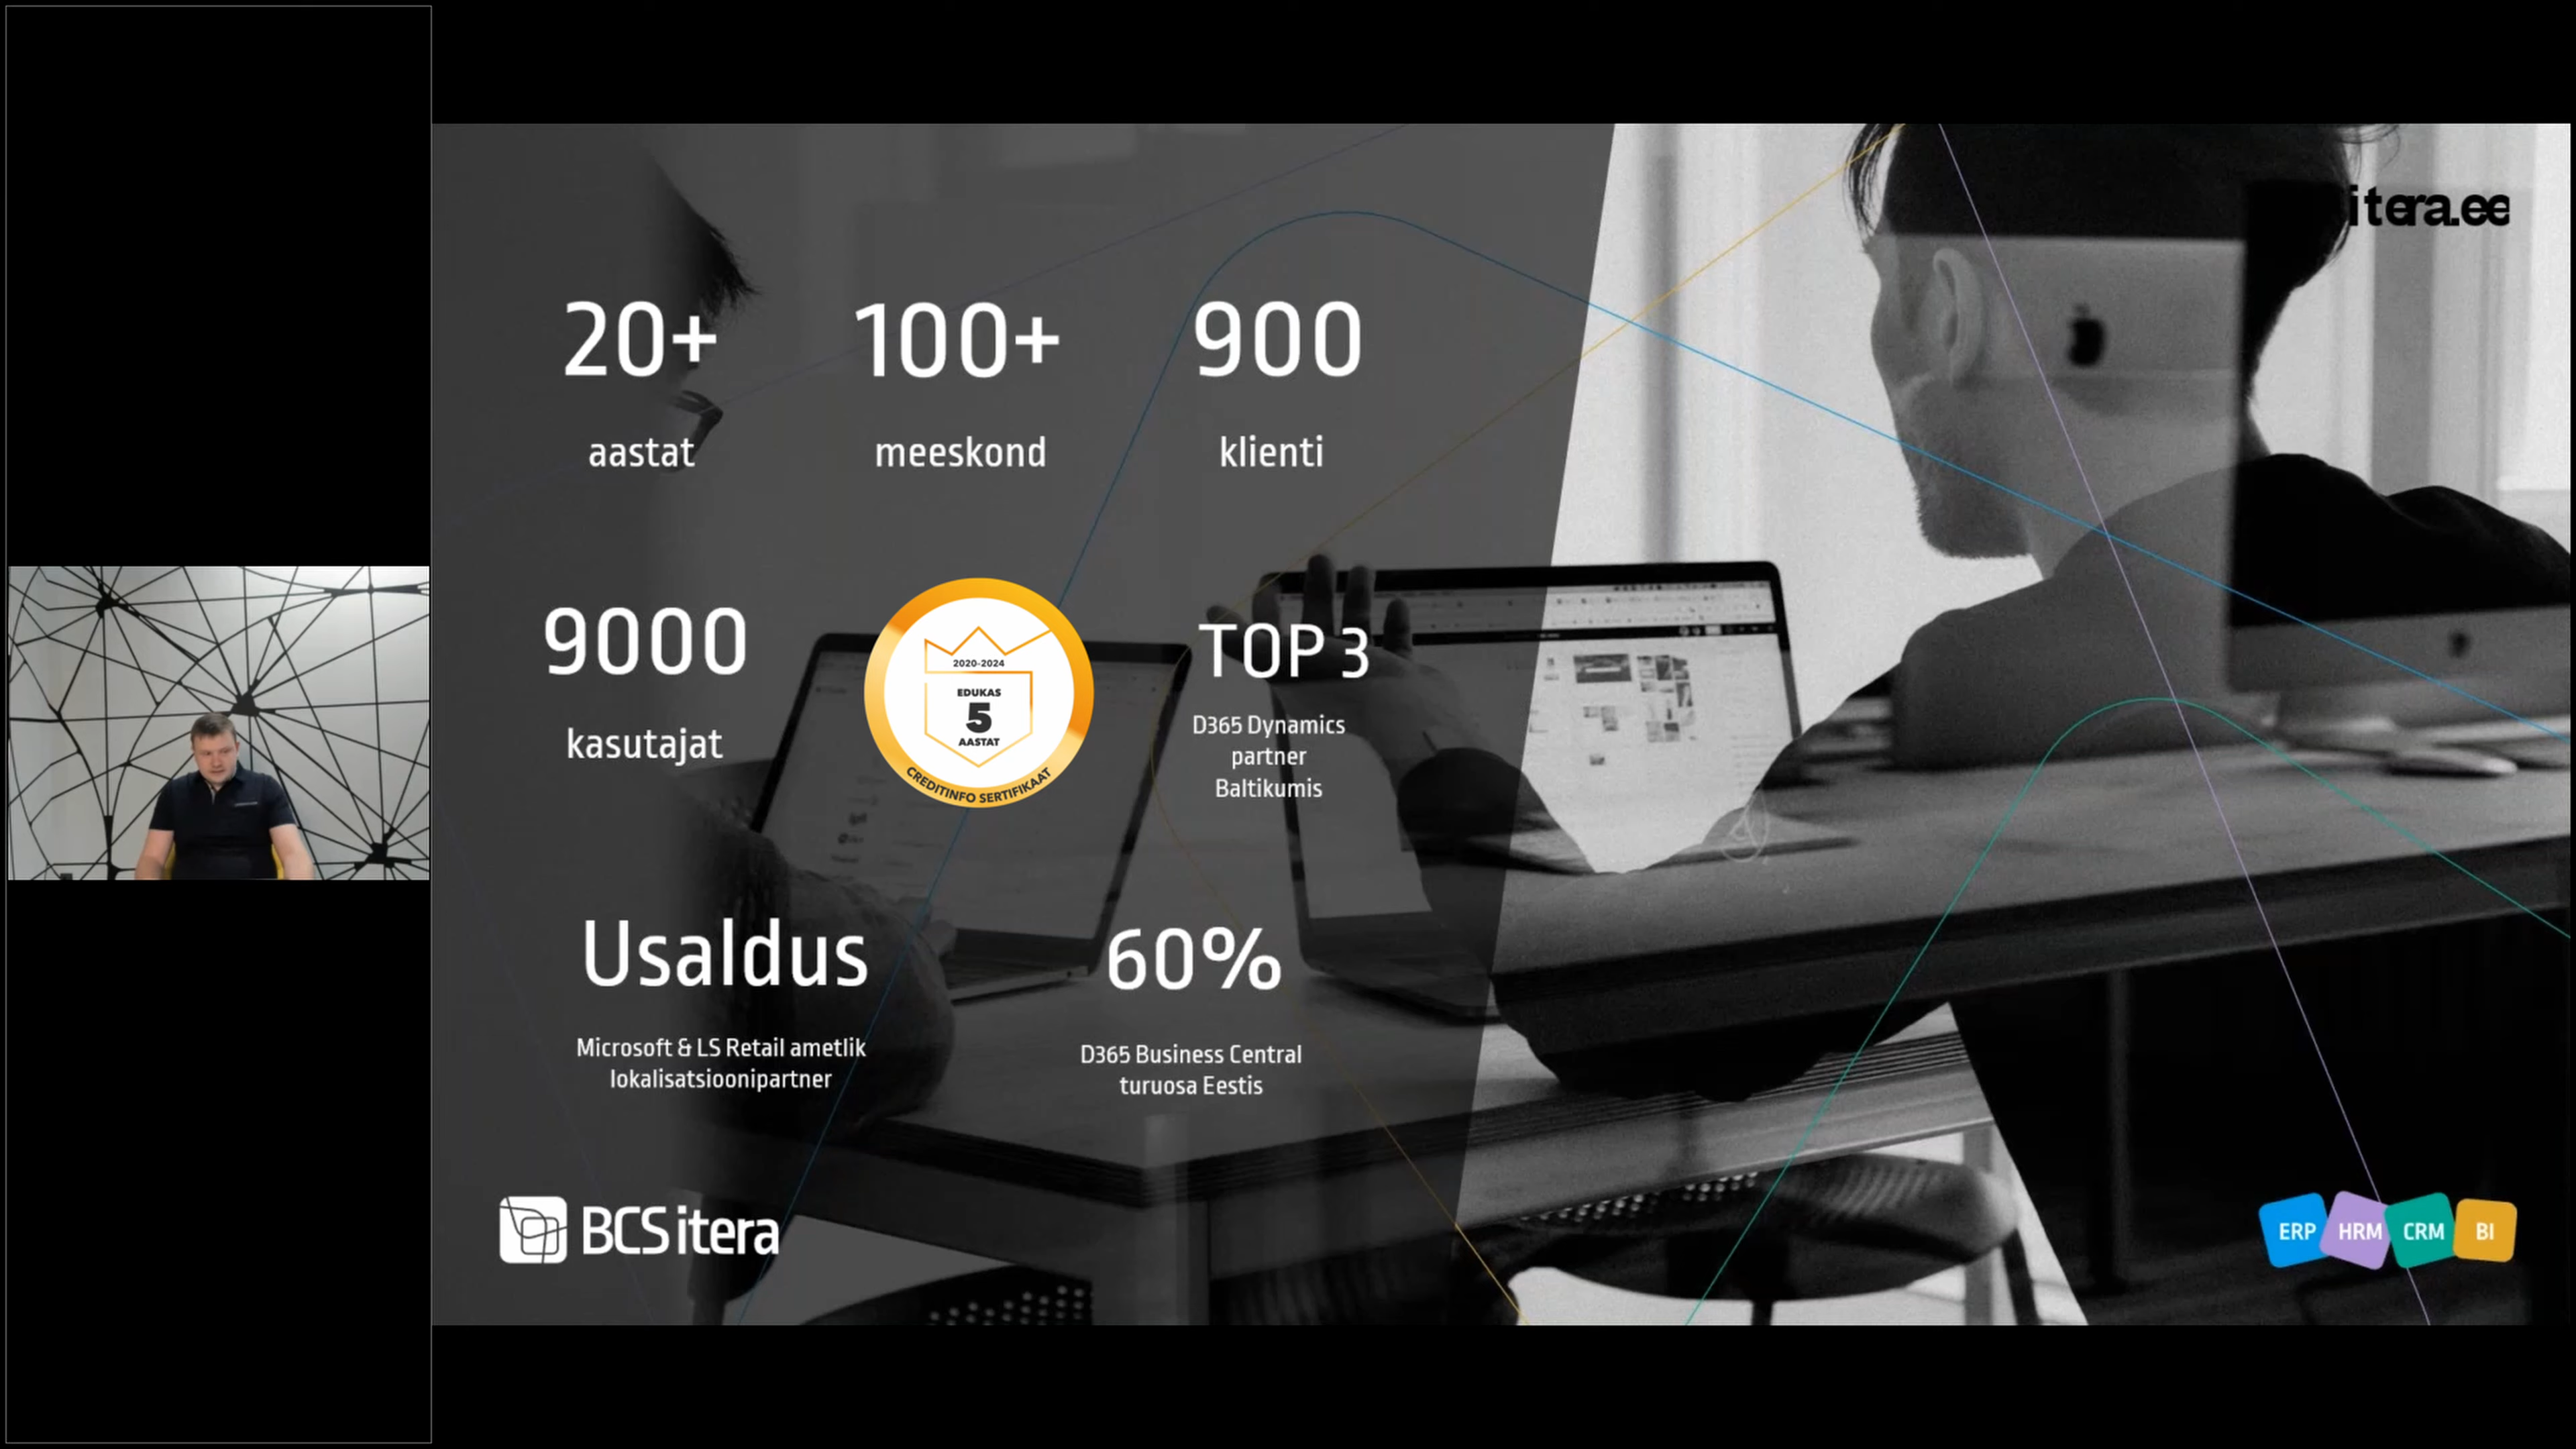 itera.ee
20+
aastat
100+
meeskond
900
klienti
9000
kasutajat
2020-2024
EDUKAS
5
AASTAT
CREDITINFO SERTIFIKAAT
TOP 3
D365 Dynamics
partner
Baltikumis
Usaldus
Microsoft & LS Retail ametlik
lokalisatsioonipartner
60%
D365 Business Central
turuosa Eestis
BCS itera
ERP HRM CRM BI